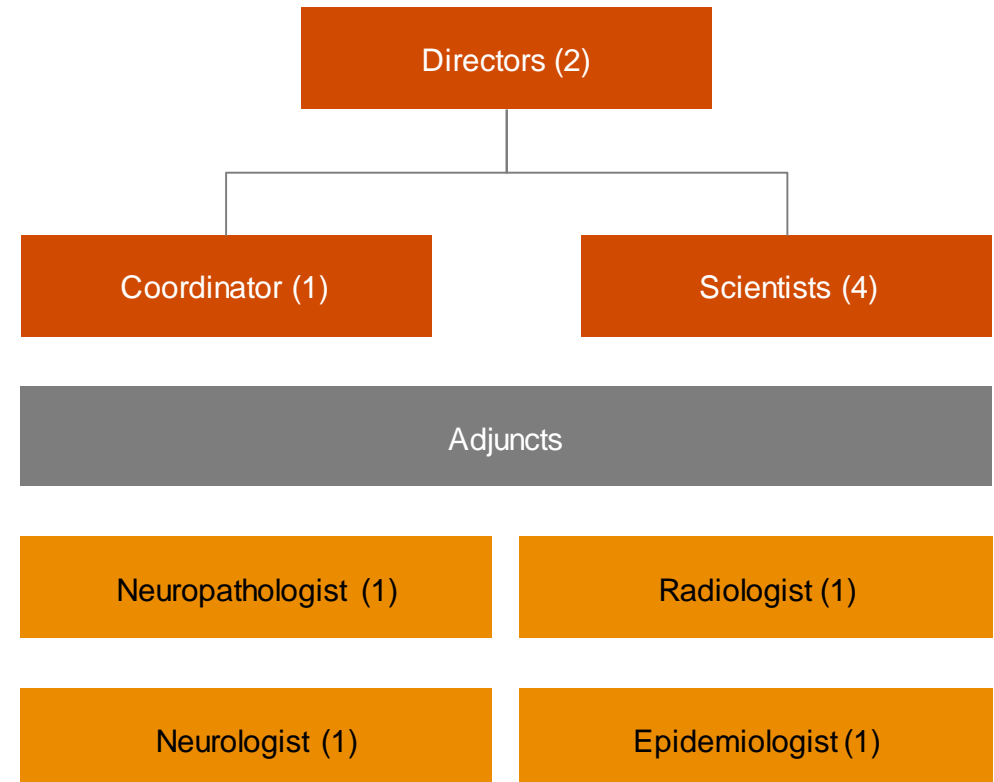 Directors (2)
Coordinator (1)
Scientists (4)
Adjuncts
Neuropathologist (1)
Radiologist (1)
Neurologist (1)
Epidemiologist (1)